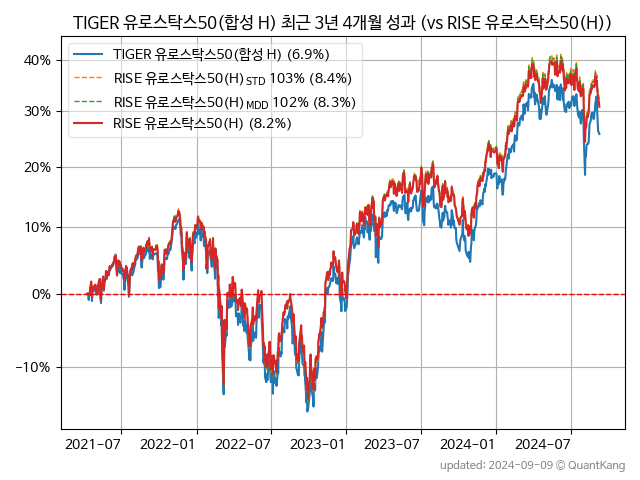 TIGER 유로스탁스50(합성 H) 최근 3년 4개월 성과 (vs RISE 유로스탁스50(H))
TIGER 유로스탁스50(합성 H) (6.9%)
RISE 유로스탁스50(H) STD 103% (8.4%)
RISE 유로스탁스50(H) MDD 102% (8.3%)
RISE 유로스탁스50(H) (8.2%)
40%
30%
20%
10%
0%
-10%
2021-07 2022-01 2022-07 2023-01 2023-07 2024-01 2024-07
updated: 2024-09-09 © QuantKang